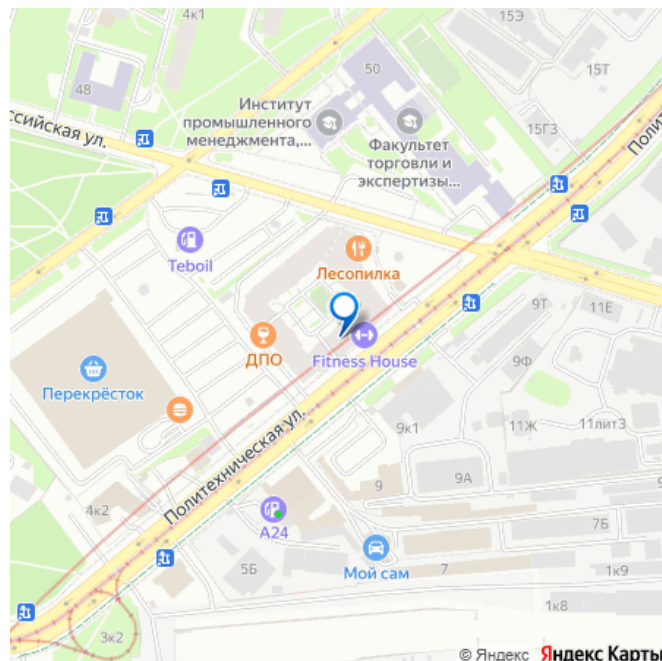 4к1
15Э
50
15Т
48
Институт
промышленного
менеджмента,...
ссийская ул.
Факультет
торговли и
экспертизы...
15Г3
Полит
Teboil
Лесопилка
9Т
11Е
ДПО
Fitness House
9Ф
Перекрёсток
Политехническая ул.
9к1
11Ж
11лит3
4к2
9
9А
А24
7Б
5Б
Мой сам
7
1к9
1к8
3к2
© Яндекс Яндекс Карты